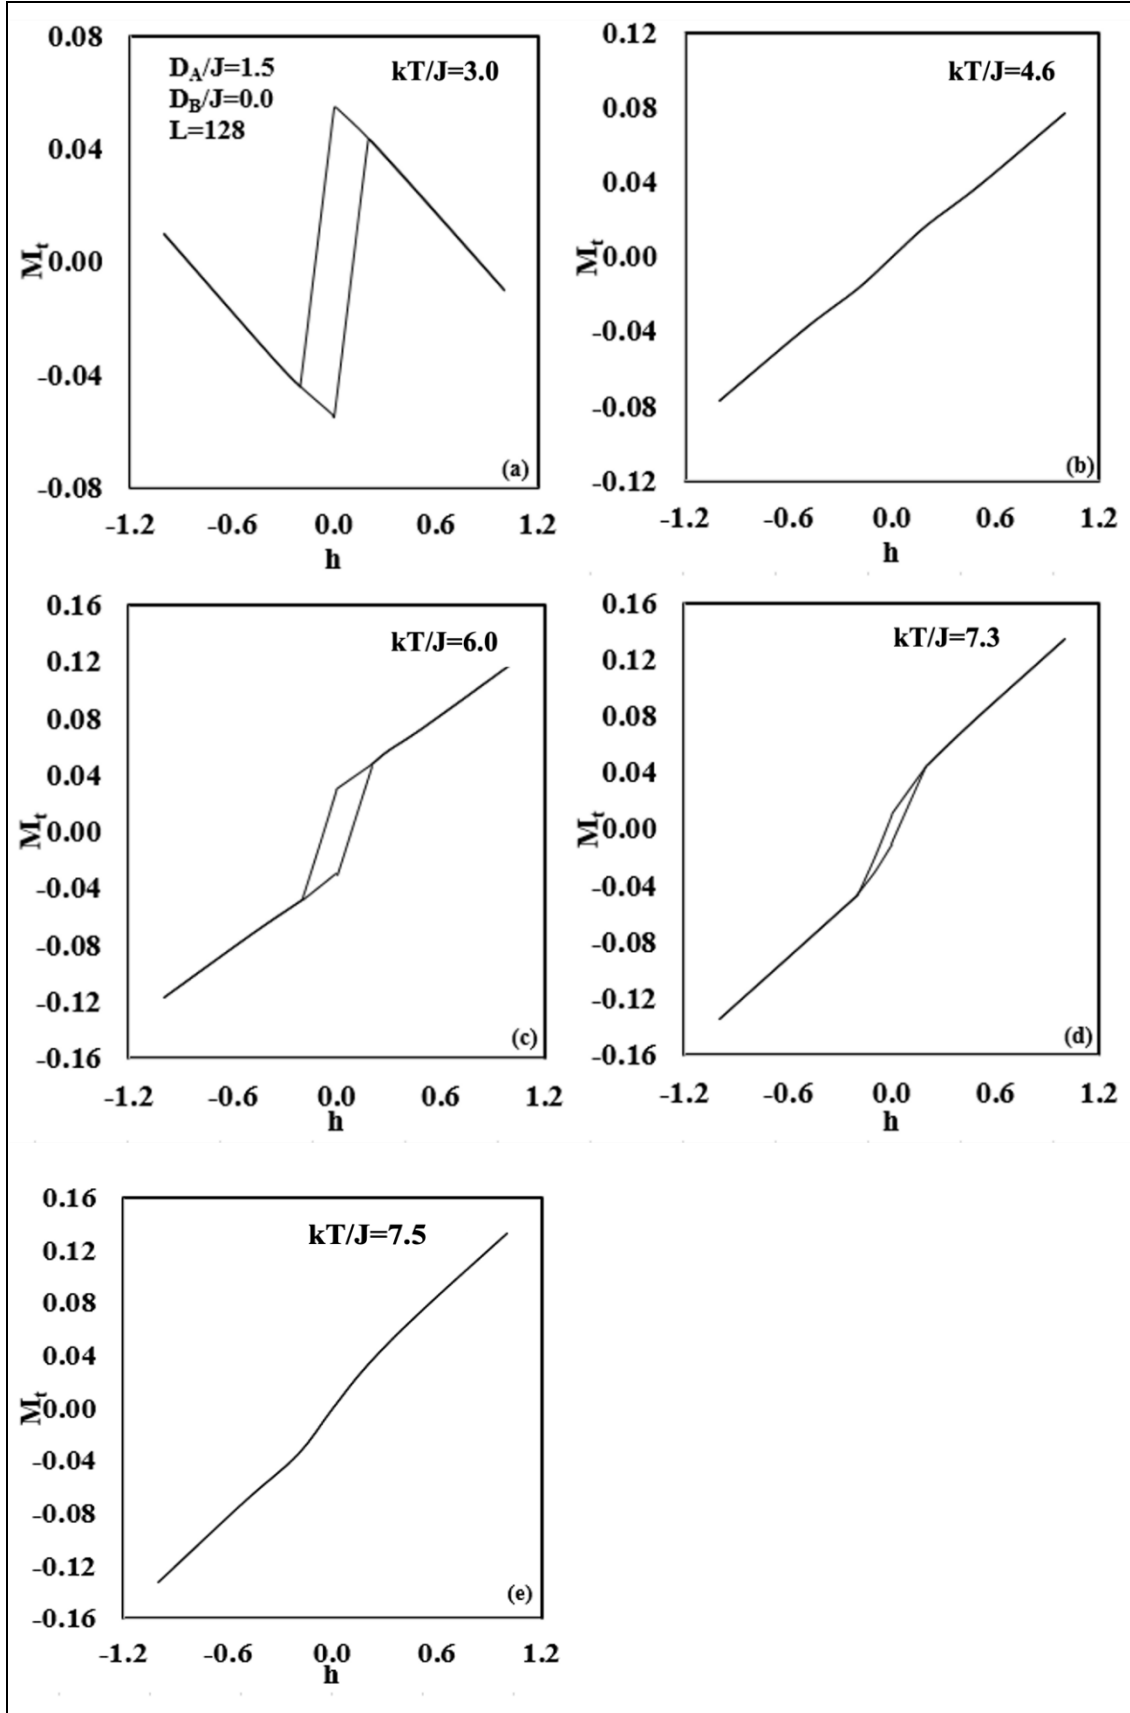 0.08
D_A/J=1.5
kT/J=3.0
D_B/J=0.0
L=128
0.04
0.00
M_t
-0.04
-0.08
(a)
-1.2 -0.6 0.0 0.6 1.2
h
0.12
kT/J=4.6
0.08
0.04
0.00
M_t
-0.04
-0.08
-0.12
(b)
-1.2 -0.6 0.0 0.6 1.2
h
0.16
kT/J=6.0
0.12
0.08
0.04
0.00
M_t
-0.04
-0.08
-0.12
-0.16
(c)
-1.2 -0.6 0.0 0.6 1.2
h
0.16
kT/J=7.3
0.12
0.08
0.04
0.00
M_t
-0.04
-0.08
-0.12
-0.16
(d)
-1.2 -0.6 0.0 0.6 1.2
h
0.16
kT/J=7.5
0.12
0.08
0.04
0.00
M_t
-0.04
-0.08
-0.12
-0.16
(e)
-1.2 -0.6 0.0 0.6 1.2
h